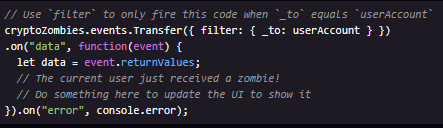 // Use `filter` to only fire this code when `_to` equals `userAccount`
cryptoZombies.events.Transfer({ filter: { _to: userAccount } })
.on("data", function(event) {
  let data = event.returnValues;
  // The current user just received a zombie!
  // Do something here to update the UI to show it
}).on("error", console.error);